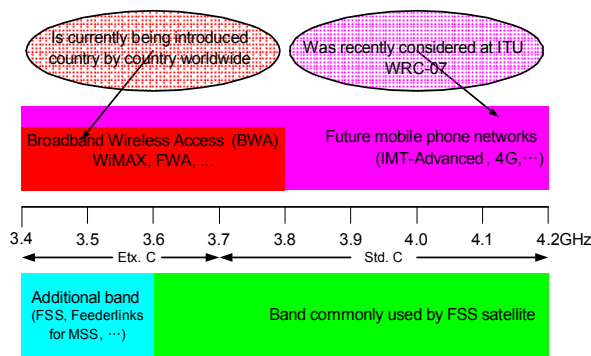 Is currently being introduced
country by country worldwide
Was recently considered at ITU
WRC-07
Broadband Wireless Access (BWA)
WiMAX, FWA, ...
Future mobile phone networks
(IMT-Advanced, 4G,…)
3.4 3.5 3.6 3.7 3.8 3.9 4.0 4.1 4.2GHz
Etx. C Std. C
Additional band
(FSS, Feederlinks
for MSS, …)
Band commonly used by FSS satellite